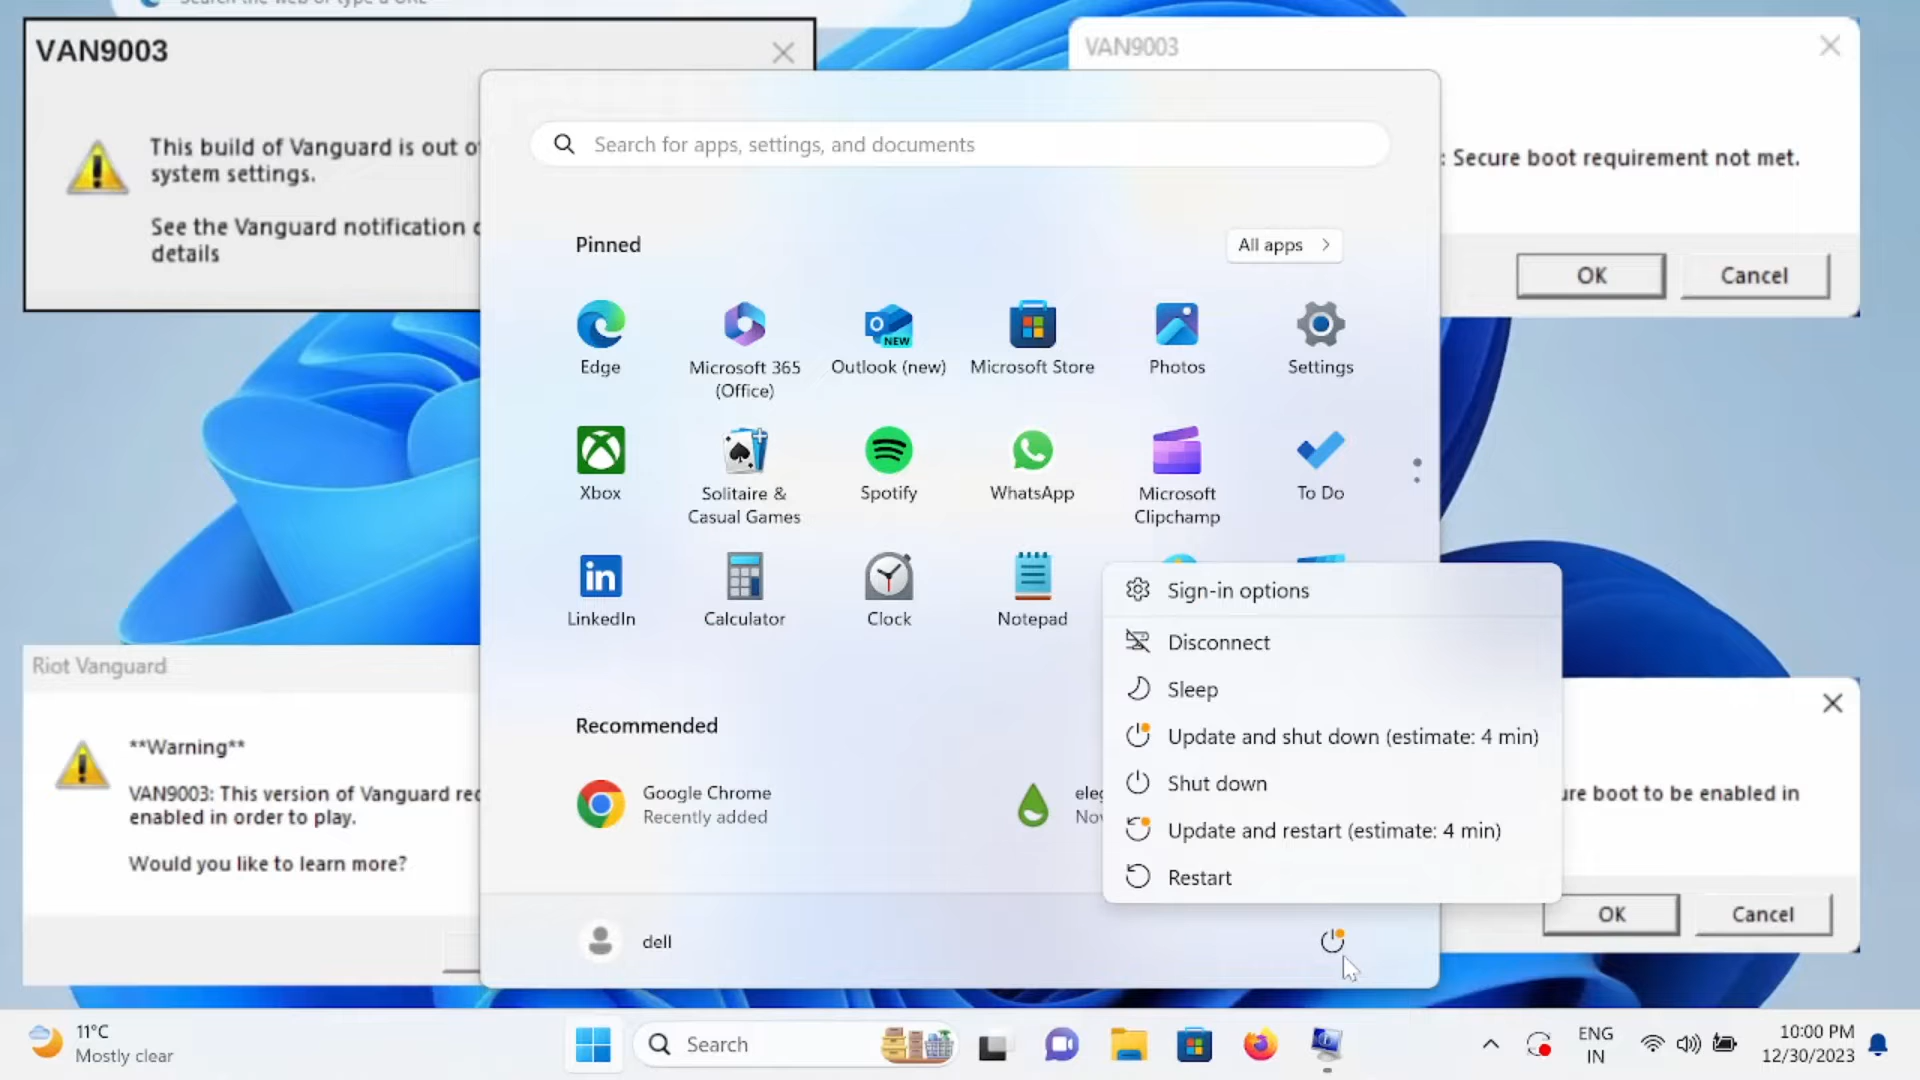 VAN9003
This build of Vanguard is out
system settings.
See the Vanguard notification
details
VAN9003
: Secure boot requirement not met.
OK
Cancel
Search for apps, settings, and documents
Pinned
All apps
Edge
Microsoft 365
(Office)
Outlook (new)
NEW
Microsoft Store
Photos
Settings
Xbox
Solitaire &
Casual Games
Spotify
WhatsApp
Microsoft
Clipchamp
To Do
LinkedIn
Calculator
Clock
Notepad
Sign-in options
Disconnect
Sleep
Update and shut down (estimate: 4 min)
Shut down
Update and restart (estimate: 4 min)
Restart
Recommended
Google Chrome
Recently added
dell
Riot Vanguard
**Warning**
VAN9003: This version of Vanguard
enabled in order to play.
Would you like to learn more?
boot to be enabled in
OK
Cancel
11°C
Mostly clear
Search
ENG
IN
10:00 PM
12/30/2023